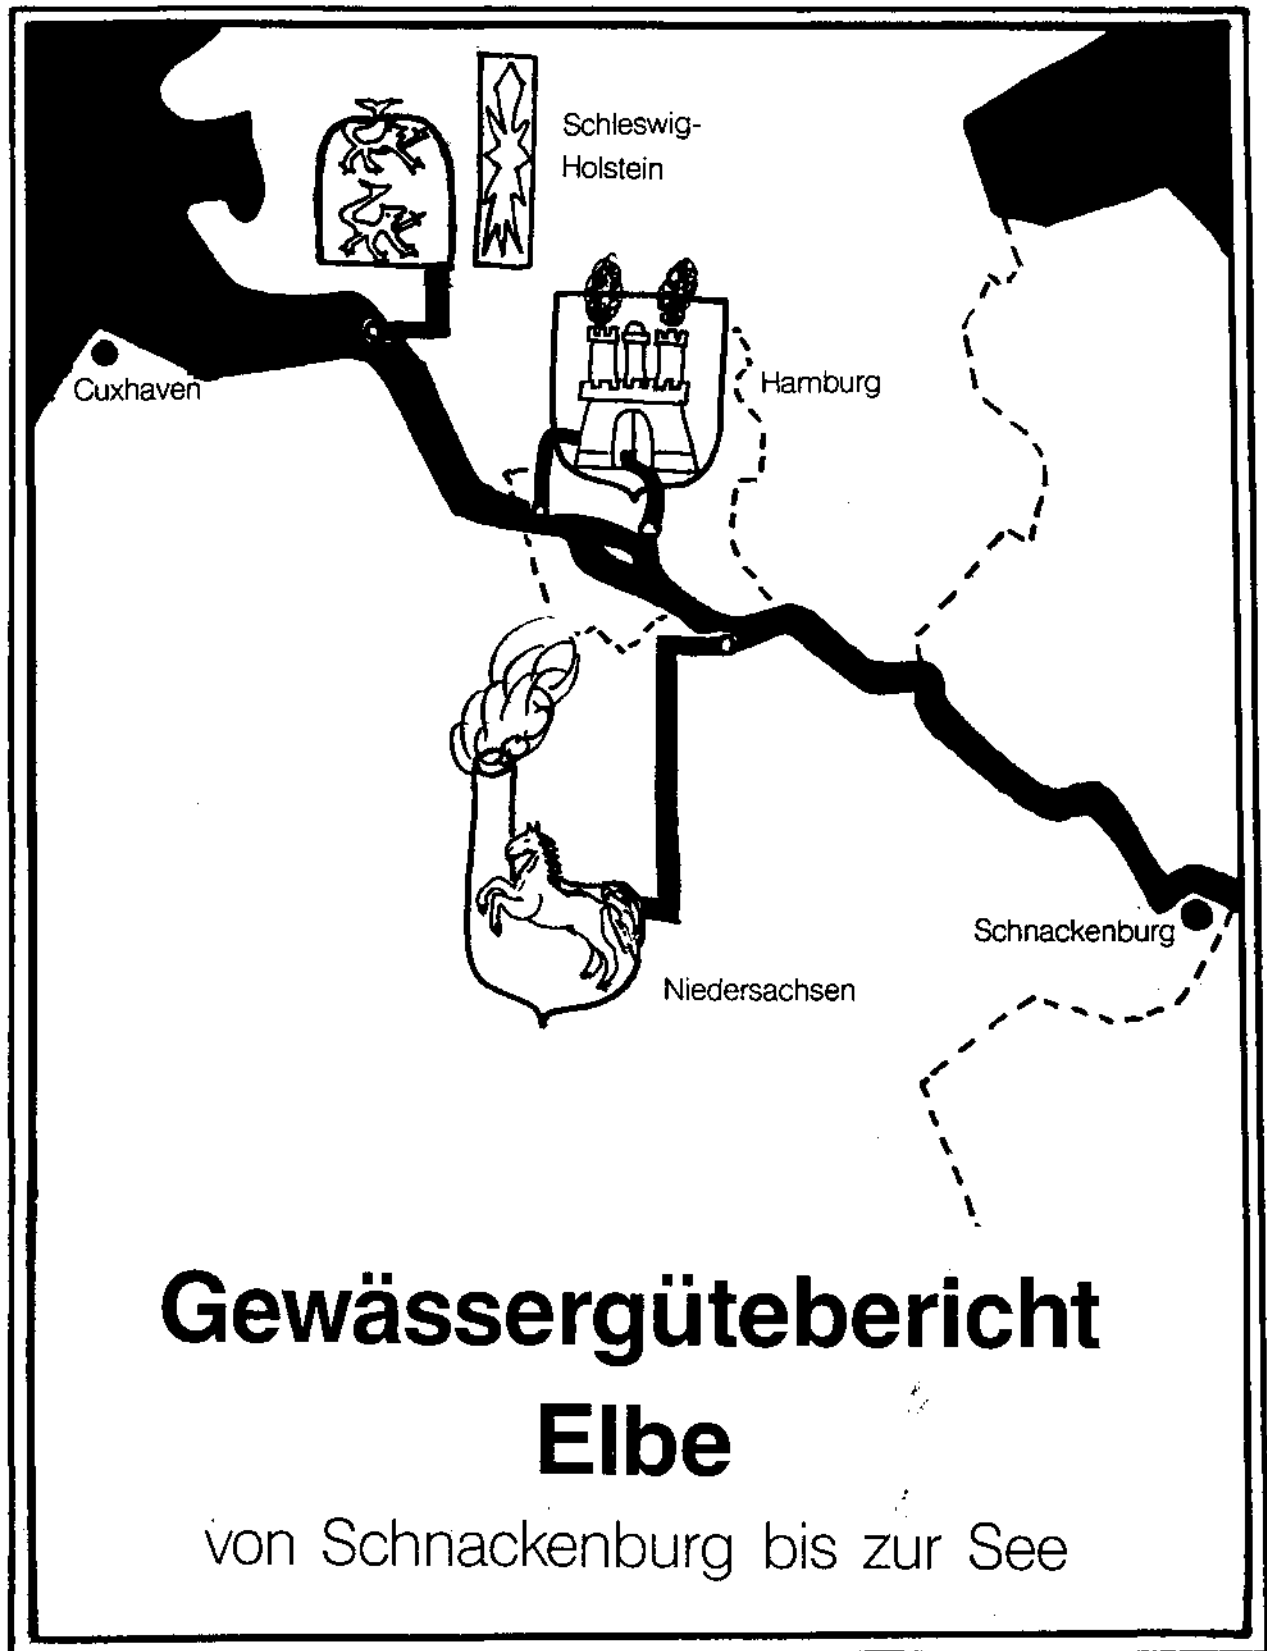 Schleswig-
Holstein
Hamburg
Cuxhaven
Schnackenburg
Niedersachsen
Gewässergütebericht
Elbe
von Schnackenburg bis zur See